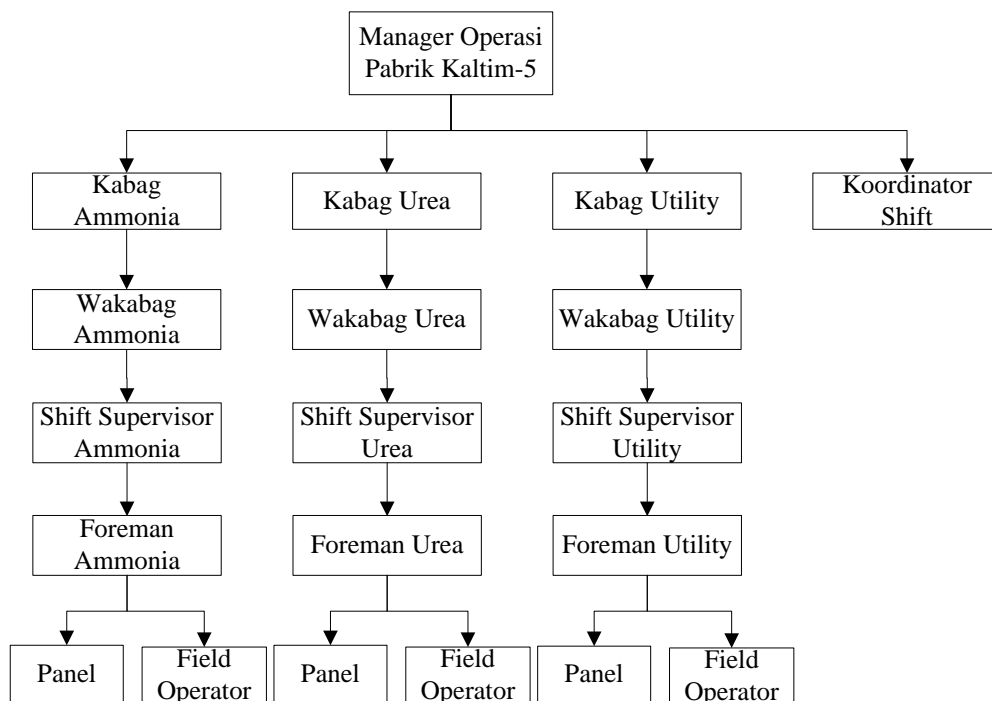 Manager Operasi
Pabrik Kaltim-5
Kabag
Ammonia
Kabag Urea
Kabag Utility
Koordinator
Shift
Wakabag
Ammonia
Wakabag Urea
Wakabag Utility
Shift Supervisor
Ammonia
Shift Supervisor
Urea
Shift Supervisor
Utility
Foreman
Ammonia
Foreman Urea
Foreman Utility
Panel
Field
Operator
Panel
Field
Operator
Panel
Field
Operator